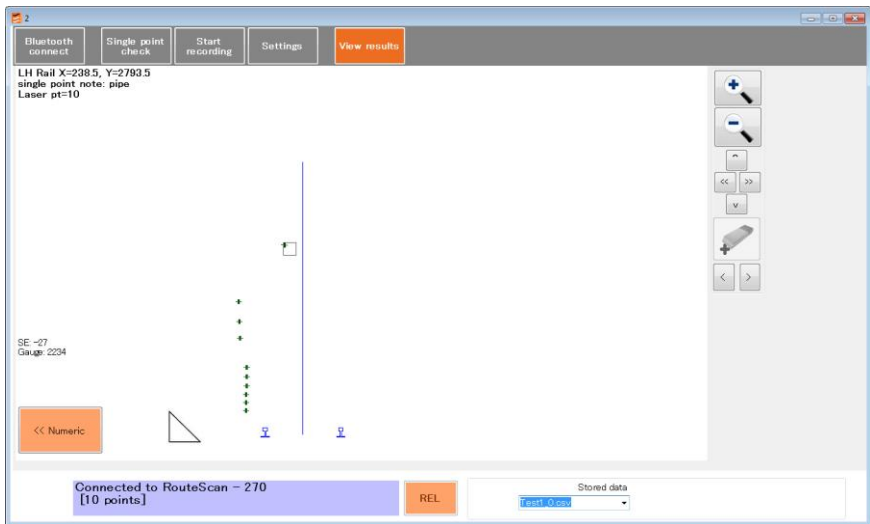 2
Bluetooth
connect
Single point
check
Start
recording
Settings
View results
LH Rail X=238.5, Y=2793.5
single point note: pipe
Laser pt=10
SE: -27
Gauge: 2234
<< Numeric
Connected to RouteScan - 270
[10 points]
REL
Stored data
Test1_0.csv